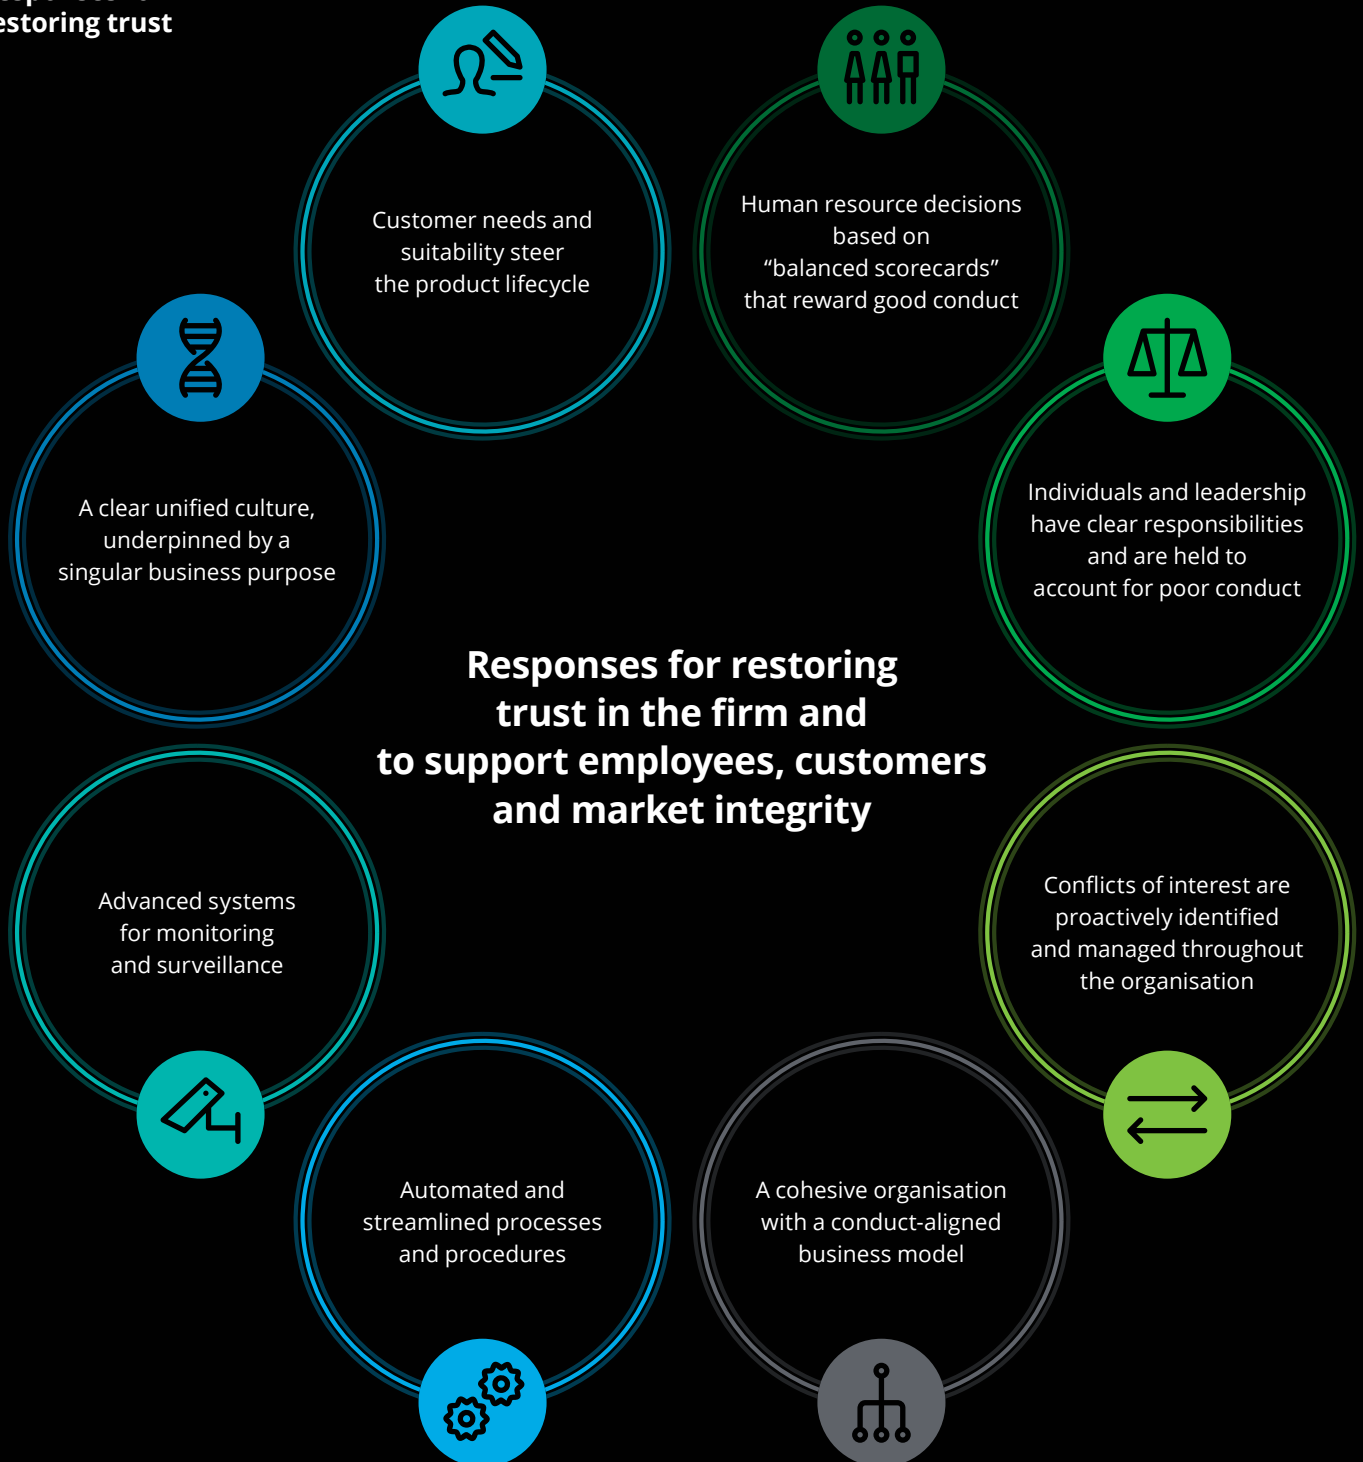 restoring trust
Customer needs and
suitability steer
the product lifecycle
Human resource decisions
based on
“balanced scorecards”
that reward good conduct
A clear unified culture,
underpinned by a
singular business purpose
Individuals and leadership
have clear responsibilities
and are held to
account for poor conduct
Responses for restoring
trust in the firm and
to support employees, customers
and market integrity
Advanced systems
for monitoring
and surveillance
Conflicts of interest are
proactively identified
and managed throughout
the organisation
Automated and
streamlined processes
and procedures
A cohesive organisation
with a conduct-aligned
business model